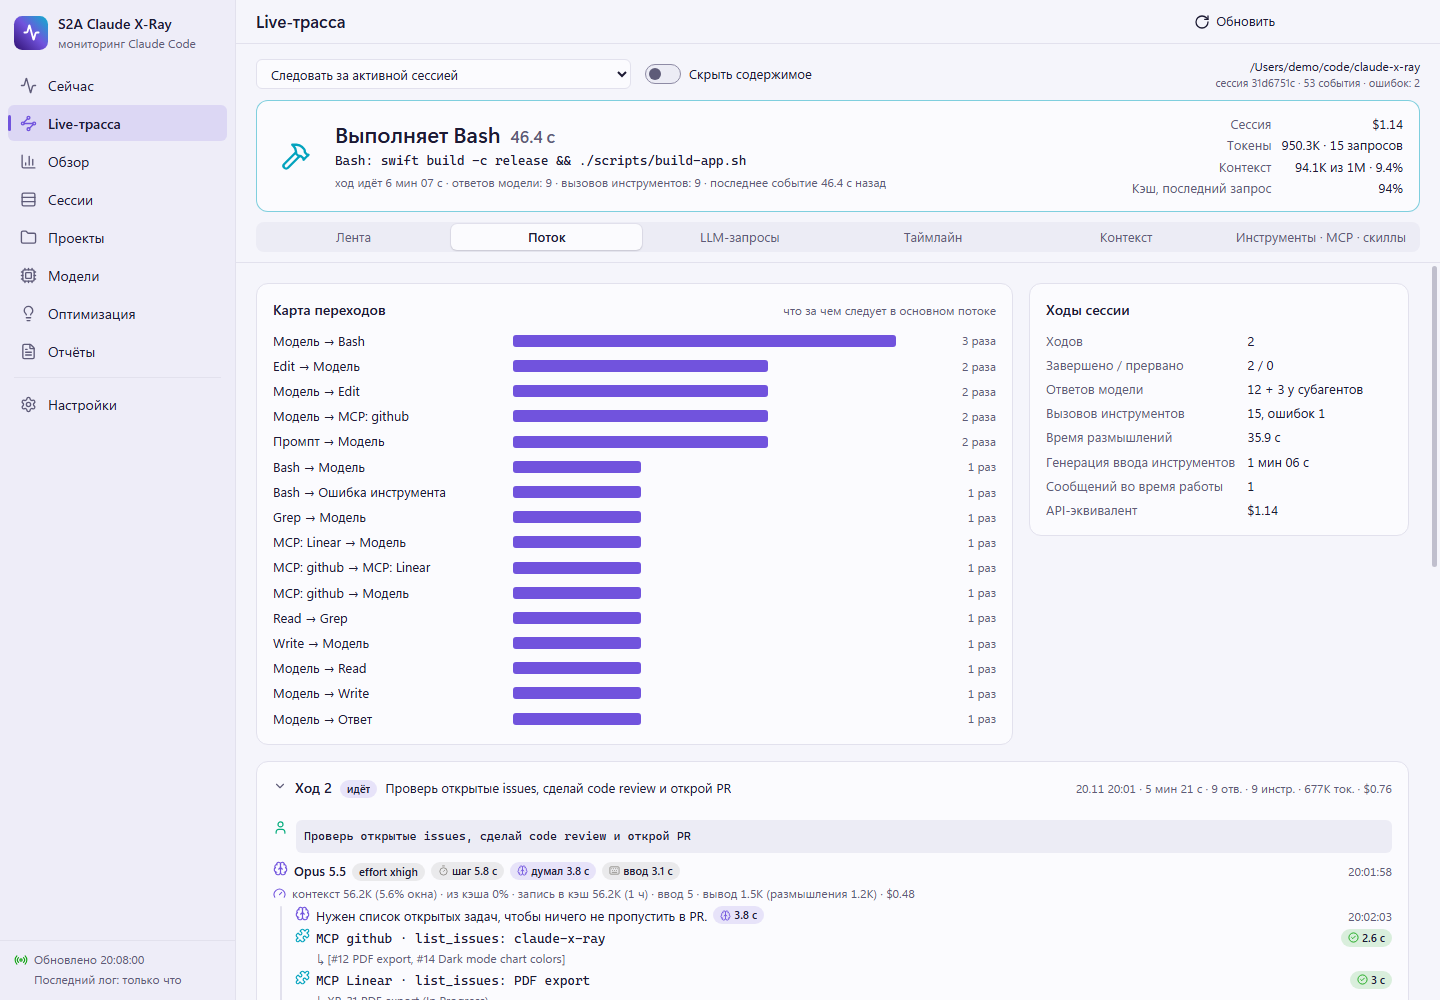 S2A Claude X-Ray
мониторинг Claude Code
Сейчас
Live-трасса
Обзор
Сессии
Проекты
Модели
Оптимизация
Отчёты
Настройки
Обновлено 20:08:00
Последний лог: только что
Live-трасса
Обновить
Следовать за активной сессией
Скрыть содержимое
/Users/demo/code/claude-x-ray
сессия 31d6751c · 53 события · ошибок: 2
Выполняет Bash 46.4 с
Bash: swift build -c release && ./scripts/build-app.sh
ход идёт 6 мин 07 с · ответов модели: 9 · вызовов инструментов: 9 · последнее событие 46.4 с назад
Сессия $1.14
Токены 950.3K · 15 запросов
Контекст 94.1K из 1M · 9.4%
Кэш, последний запрос 94%
Лента Поток LLM-запросы Таймлайн Контекст Инструменты · MCP · скиллы
Карта переходов что за чем следует в основном потоке
Модель → Bash 3 раза
Edit → Модель 2 раза
Модель → Edit 2 раза
Модель → MCP: github 2 раза
Промпт → Модель 2 раза
Bash → Модель 1 раз
Bash → Ошибка инструмента 1 раз
Grep → Модель 1 раз
MCP: Linear → Модель 1 раз
MCP: github → MCP: Linear 1 раз
MCP: github → Модель 1 раз
Read → Grep 1 раз
Write → Модель 1 раз
Модель → Read 1 раз
Модель → Write 1 раз
Модель → Ответ 1 раз
Ходы сессии
Ходов 2
Завершено / прервано 2 / 0
Ответов модели 12 + 3 у субагентов
Вызовов инструментов 15, ошибок 1
Время размышлений 35.9 с
Генерация ввода инструментов 1 мин 06 с
Сообщений во время работы 1
API-эквивалент $1.14
Ход 2 идёт Проверь открытые issues, сделай code review и открой PR 20.11 20:01 · 5 мин 21 с · 9 отв. · 9 инстр. · 677K ток. · $0.76
Проверь открытые issues, сделай code review и открой PR
Opus 5.5 effort xhigh шаг 5.8 с думал 3.8 с ввод 3.1 с 20:01:58
контекст 56.2K (5.6% окна) · из кэша 0% · запись в кэш 56.2K (1 ч) · ввод 5 · вывод 1.5K (размышления 1.2K) · $0.48
Нужен список открытых задач, чтобы ничего не пропустить в PR. 3.8 с 20:02:03
MCP github · list_issues: claude-x-ray 2.6 с
↳ [#12 PDF export, #14 Dark mode chart colors]
MCP Linear · list_issues: PDF export 3 с